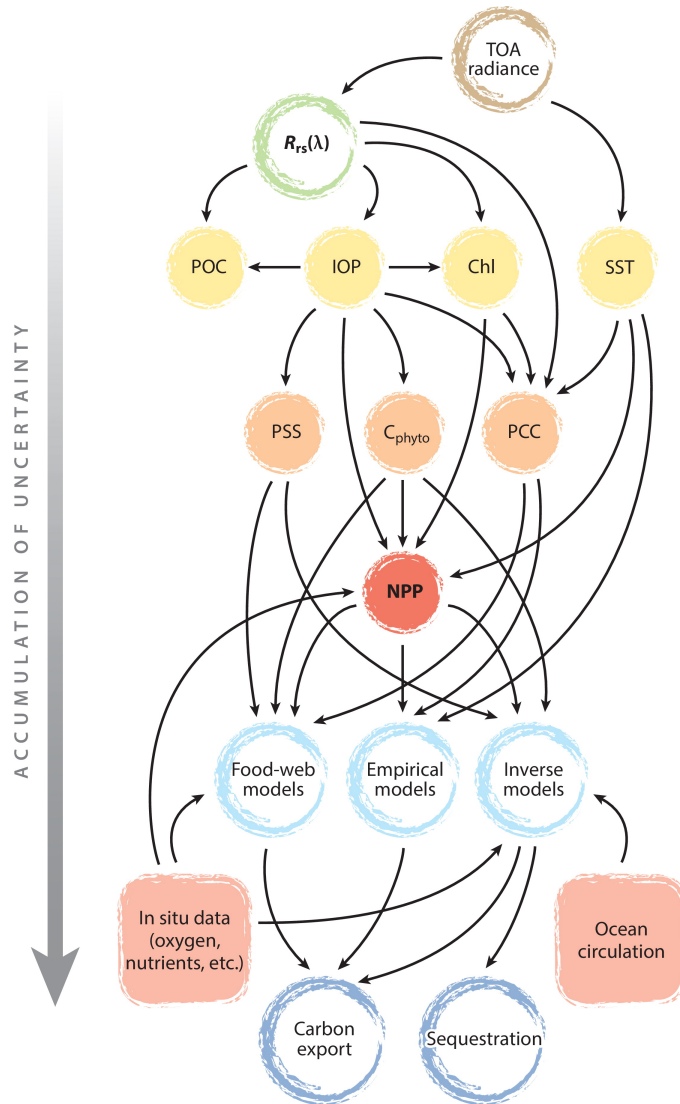 TOA
radiance
Rrs(λ)
POC
IOP
Chl
SST
ACCUMULATION OF UNCERTAINTY
PSS
Cphyto
PCC
NPP
Food-web
models
Empirical
models
Inverse
models
In situ data
(oxygen,
nutrients, etc.)
Ocean
circulation
Carbon
export
Sequestration